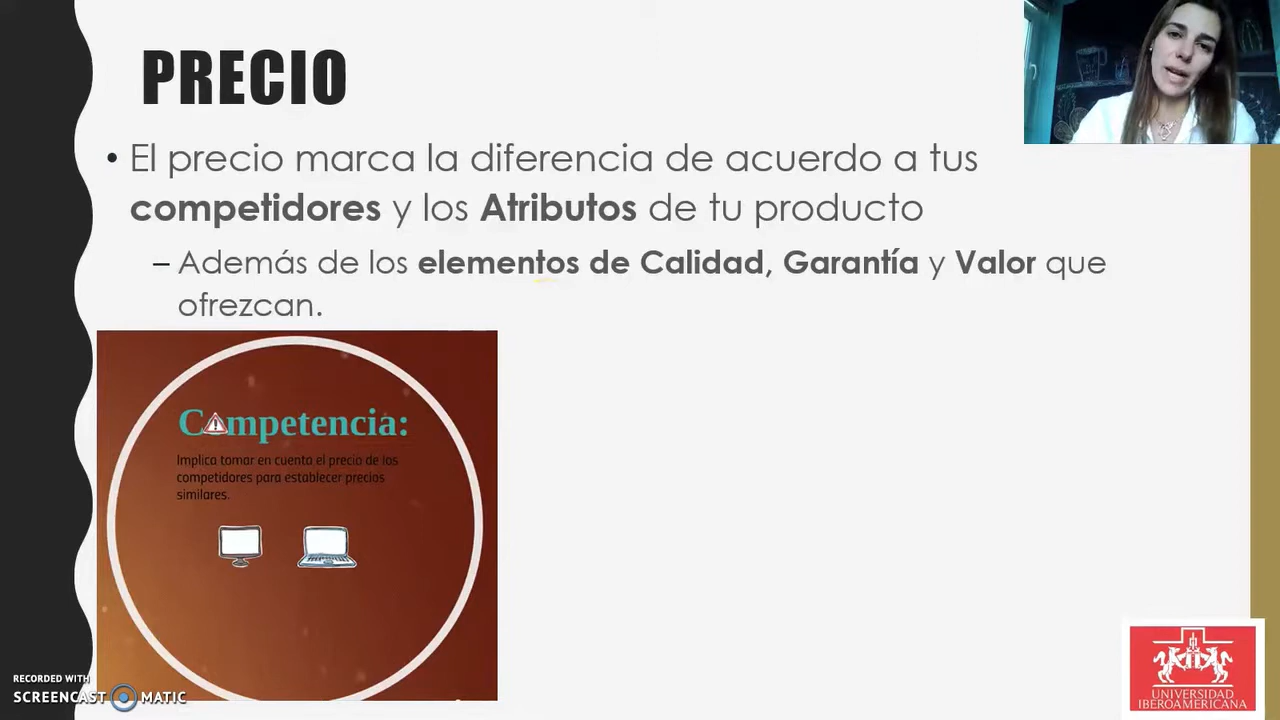 PRECIO
• El precio marca la diferencia de acuerdo a tus
competidores y los Atributos de tu producto
– Además de los elementos de Calidad, Garantía y Valor que
ofrezcan.
Competencia:
Implica tomar en cuenta el precio de los
competidores para establecer precios
similares.
RECORDED WITH
SCREENCAST MATIC
UNIVERSIDAD
IBEROAMERICANA